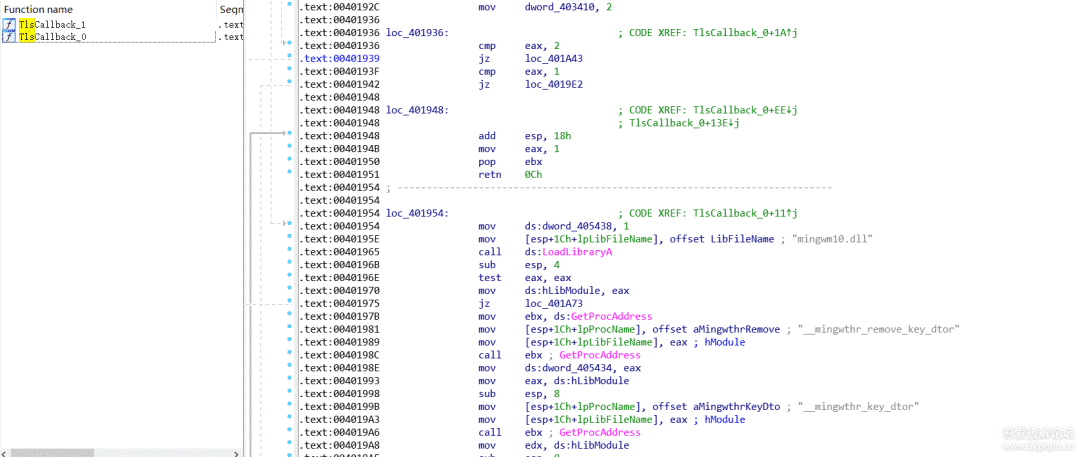 Function name
Segm
TlsCallback_1
.text
TlsCallback_0
.text
.text:0040192C mov dword_403410, 2
.text:00401936
.text:00401936 loc_401936: ; CODE XREF: TlsCallback_0+1A↑j
.text:00401936 cmp eax, 2
.text:00401939 jz loc_401A43
.text:0040193F cmp eax, 1
.text:00401942 jz loc_4019E2
.text:00401948
.text:00401948 loc_401948: ; CODE XREF: TlsCallback_0+EE↓j
.text:00401948 ; TlsCallback_0+13E↓j
.text:00401948 add esp, 18h
.text:0040194B mov eax, 1
.text:00401950 pop ebx
.text:00401951 retn 0Ch
.text:00401954 ; ---------------------------------------------------------------------------
.text:00401954
.text:00401954 loc_401954: ; CODE XREF: TlsCallback_0+11↑j
.text:00401954 mov ds:dword_405438, 1
.text:0040195E mov [esp+1Ch+lpLibFileName], offset LibFileName ; "mingwm10.dll"
.text:00401965 call ds:LoadLibraryA
.text:0040196B sub esp, 4
.text:0040196E test eax, eax
.text:00401970 mov ds:hLibModule, eax
.text:00401975 jz loc_401A73
.text:0040197B mov ebx, ds:GetProcAddress
.text:00401981 mov [esp+1Ch+lpProcName], offset aMingwthrRemove ; "__mingwthr_remove_key_dtor"
.text:00401989 mov [esp+1Ch+lpLibFileName], eax ; hModule
.text:0040198C call ebx ; GetProcAddress
.text:0040198E mov ds:dword_405434, eax
.text:00401993 mov eax, ds:hLibModule
.text:00401998 sub esp, 8
.text:0040199B mov [esp+1Ch+lpProcName], offset aMingwthrKeyDto ; "__mingwthr_key_dtor"
.text:004019A3 mov [esp+1Ch+lpLibFileName], eax ; hModule
.text:004019A6 call ebx ; GetProcAddress
.text:004019A8 mov edx, ds:hLibModule
吾爱破解论坛
www.52pojie.cn